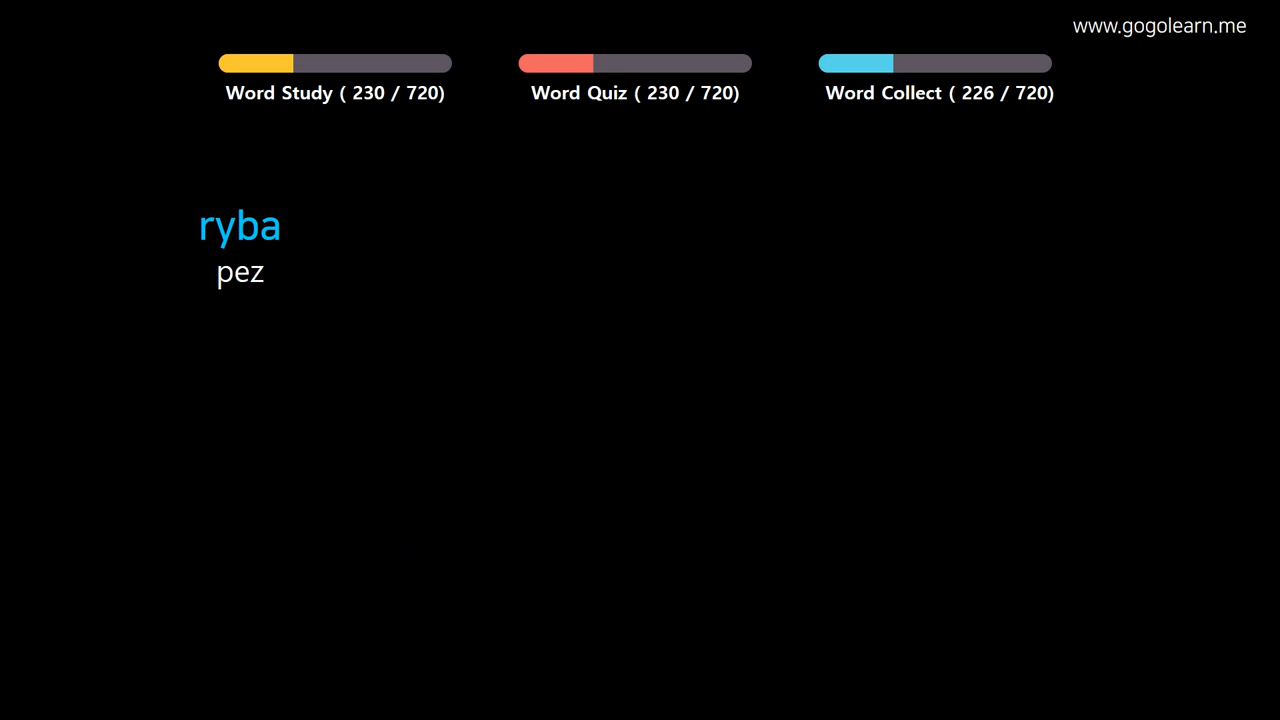 www.gogolearn.me
Word Study ( 230 / 720)
Word Quiz ( 230 / 720)
Word Collect ( 226 / 720)
ryba
pez